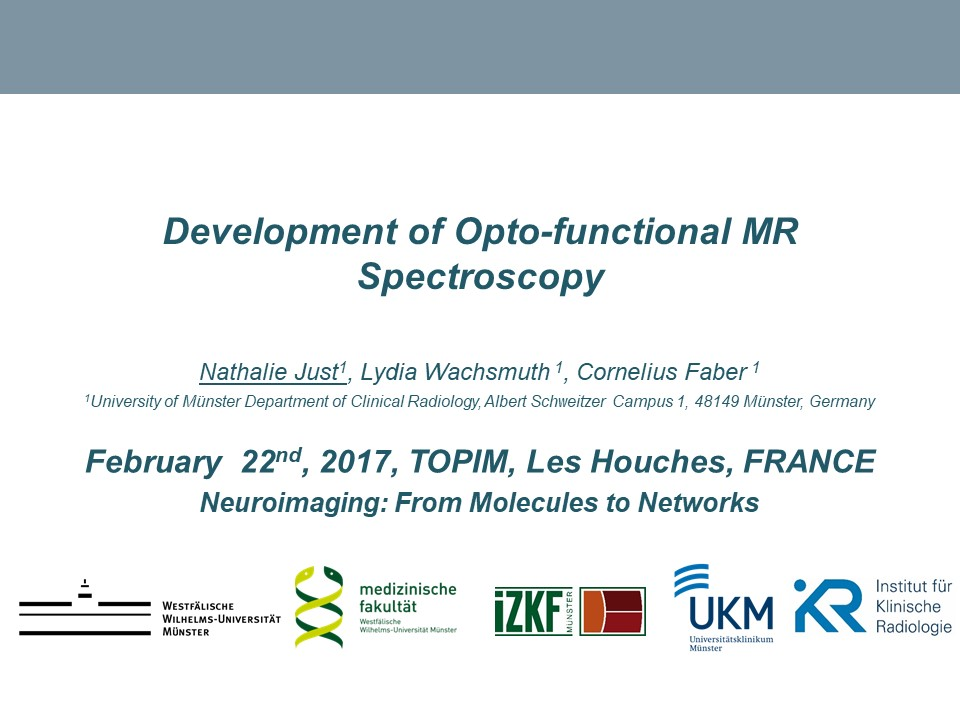 Development of Opto-functional MR
Spectroscopy
Nathalie Just¹, Lydia Wachsmuth ¹, Cornelius Faber ¹
¹University of Münster Department of Clinical Radiology, Albert Schweitzer Campus 1, 48149 Münster, Germany
February 22nd, 2017, TOPIM, Les Houches, FRANCE
Neuroimaging: From Molecules to Networks
WESTFÄLISCHE
WILHELMS-UNIVERSITÄT
MÜNSTER
medizinische
fakultät
Westfälische
Wilhelms-Universität Münster
iZKF
MÜNSTER
UKM
Universitätsklinikum
Münster
iKR
Institut für
Klinische
Radiologie